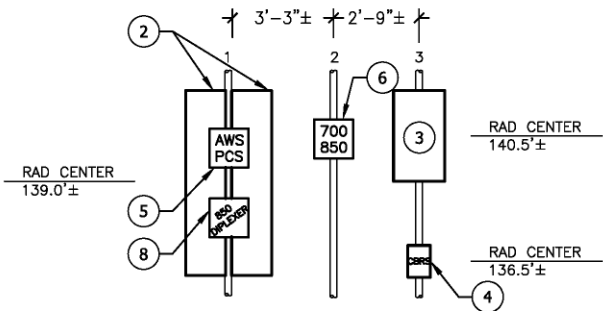 3'-3"± 2'-9"±
2
1 2 3
6
AWS
PCS
700
850
3
RAD CENTER
140.5'±
RAD CENTER
139.0'±
5
850
DIPLEXER
8
CBRS
RAD CENTER
136.5'±
4